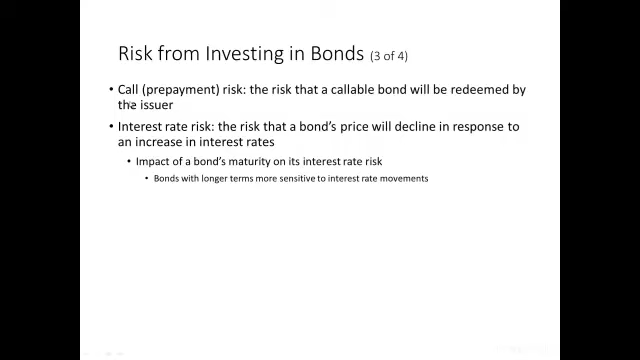 Risk from Investing in Bonds (3 of 4)
• Call (prepayment) risk: the risk that a callable bond will be redeemed by
the issuer
• Interest rate risk: the risk that a bond's price will decline in response to
an increase in interest rates
• Impact of a bond's maturity on its interest rate risk
• Bonds with longer terms more sensitive to interest rate movements